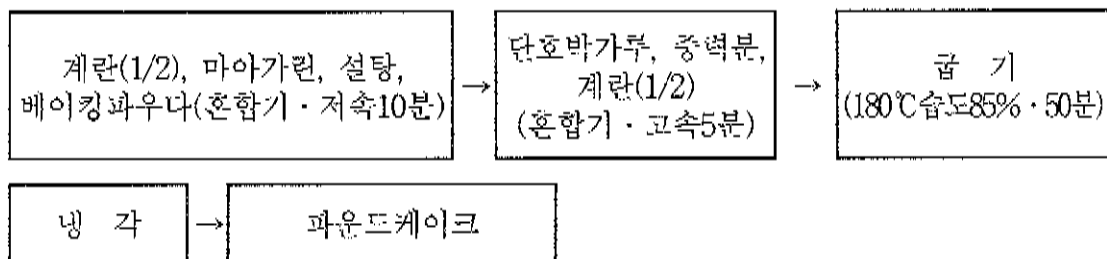 계란(1/2), 마아가린, 설탕,
베이킹파우다(혼합기·저속10분)
→
단호박가루, 중력분,
계란(1/2)
(혼합기·고속5분)
→
굽 기
(180℃습도85%·50분)
냉 각
→
파운드케이크